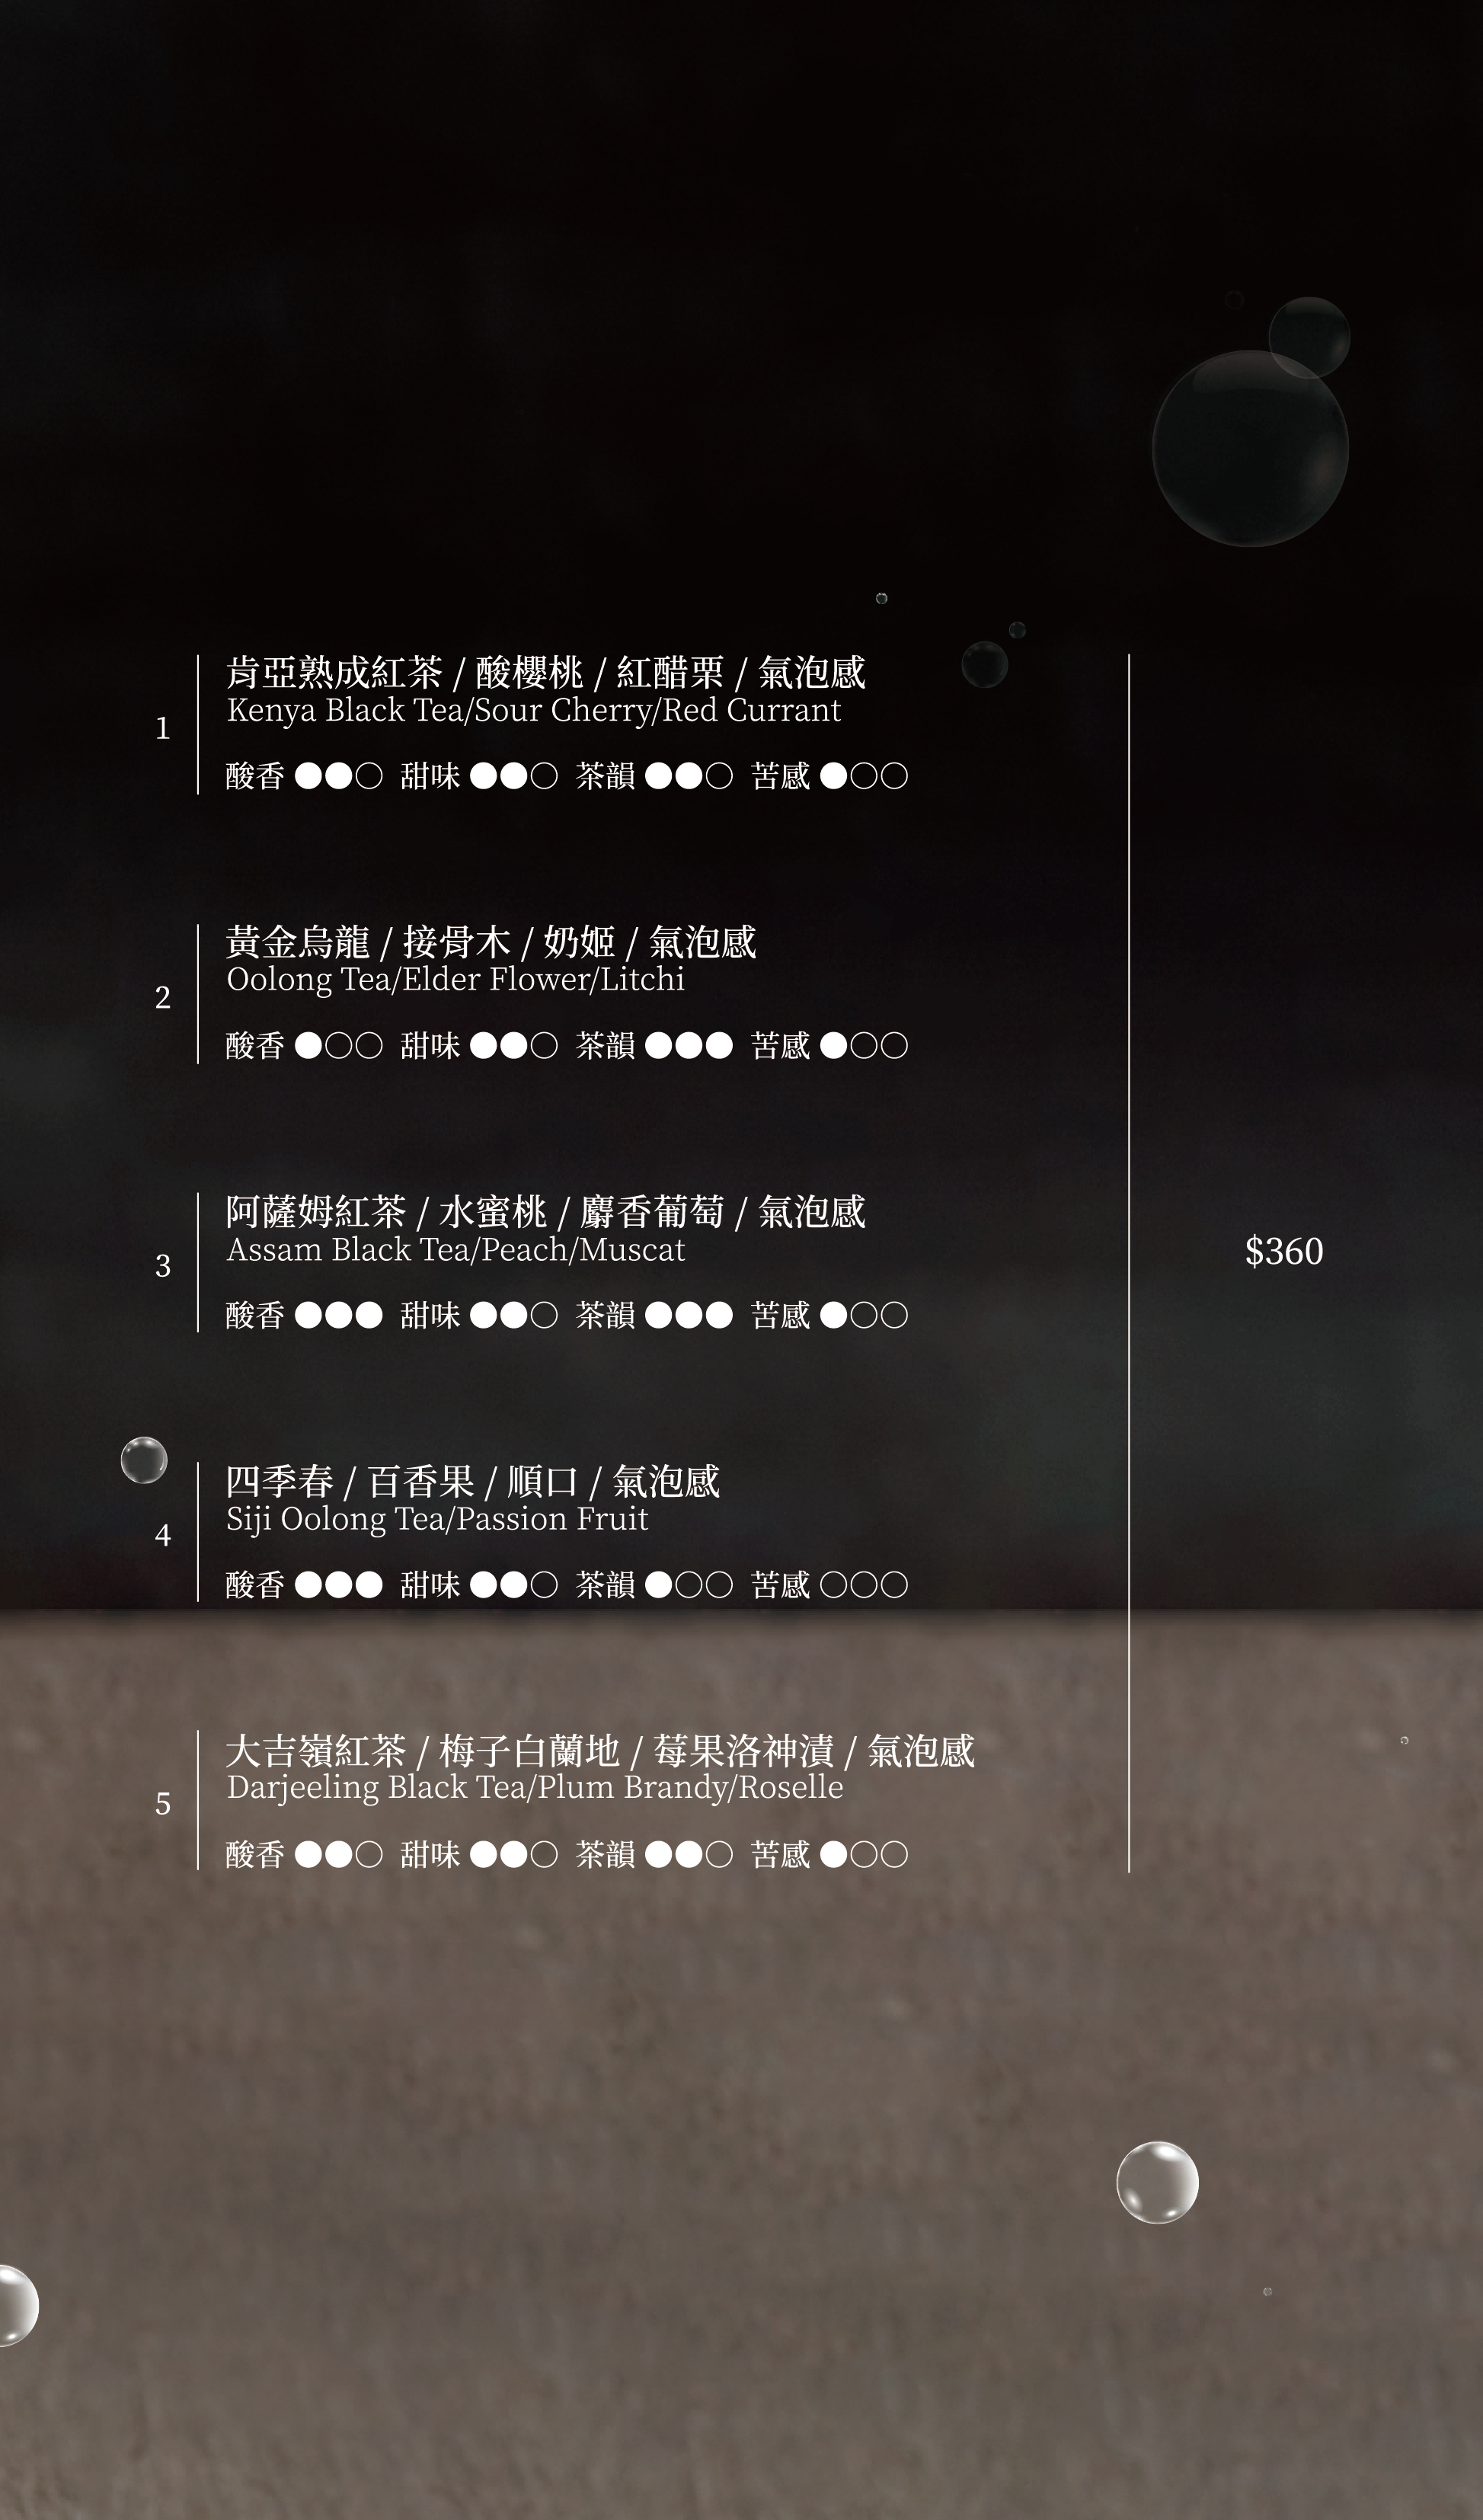 1
肯亞熟成紅茶 / 酸櫻桃 / 紅醋栗 / 氣泡感
Kenya Black Tea/Sour Cherry/Red Currant
酸香 ●●○ 甜味 ●●○ 茶韻 ●●○ 苦感 ●○○
2
黃金烏龍 / 接骨木 / 奶姬 / 氣泡感
Oolong Tea/Elder Flower/Litchi
酸香 ●○○ 甜味 ●●○ 茶韻 ●●● 苦感 ●○○
3
阿薩姆紅茶 / 水蜜桃 / 麝香葡萄 / 氣泡感
Assam Black Tea/Peach/Muscat
酸香 ●●● 甜味 ●●○ 茶韻 ●●● 苦感 ●○○
4
四季春 / 百香果 / 順口 / 氣泡感
Siji Oolong Tea/Passion Fruit
酸香 ●●● 甜味 ●●○ 茶韻 ●○○ 苦感 ○○○
5
大吉嶺紅茶 / 梅子白蘭地 / 莓果洛神漬 / 氣泡感
Darjeeling Black Tea/Plum Brandy/Roselle
酸香 ●●○ 甜味 ●●○ 茶韻 ●●○ 苦感 ●○○
$360